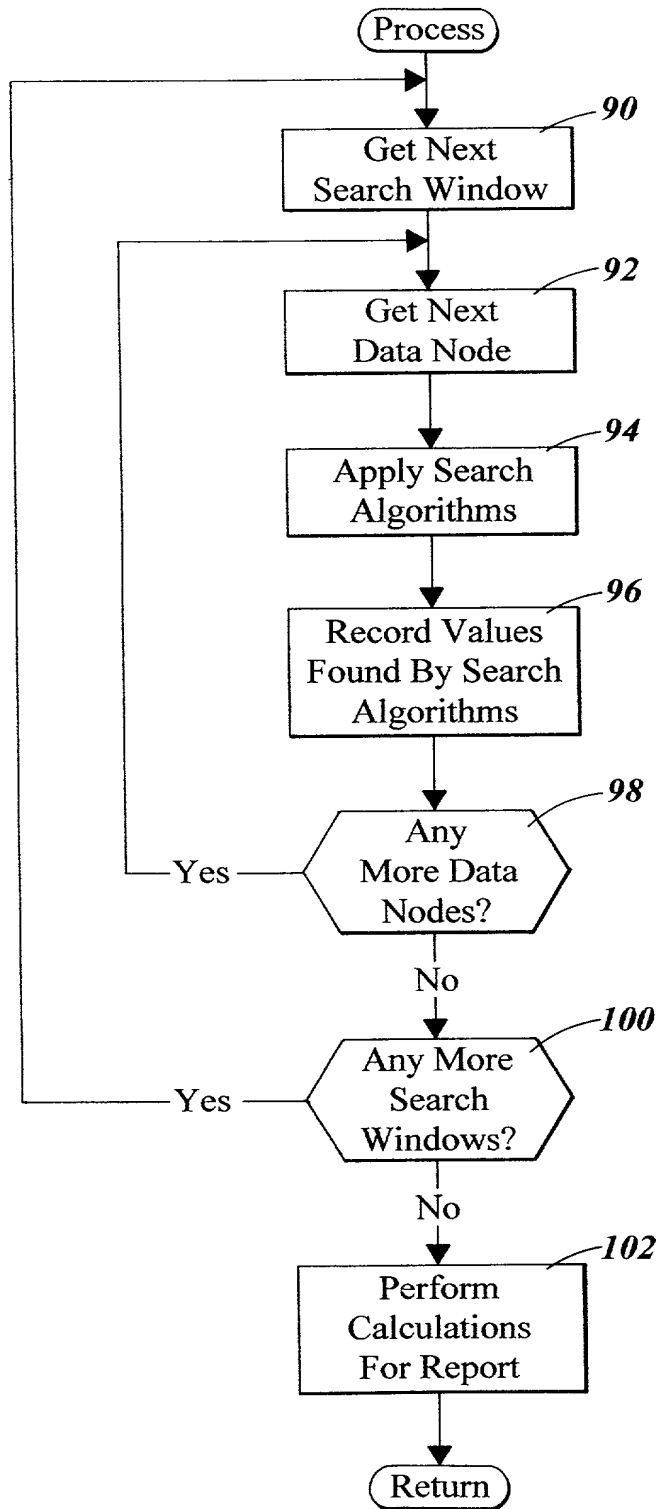 Process
90
Get Next
Search Window
92
Get Next
Data Node
94
Apply Search
Algorithms
96
Record Values
Found By Search
Algorithms
98
Any
More Data
Nodes?
Yes
No
100
Any More
Search
Windows?
Yes
No
102
Perform
Calculations
For Report
Return